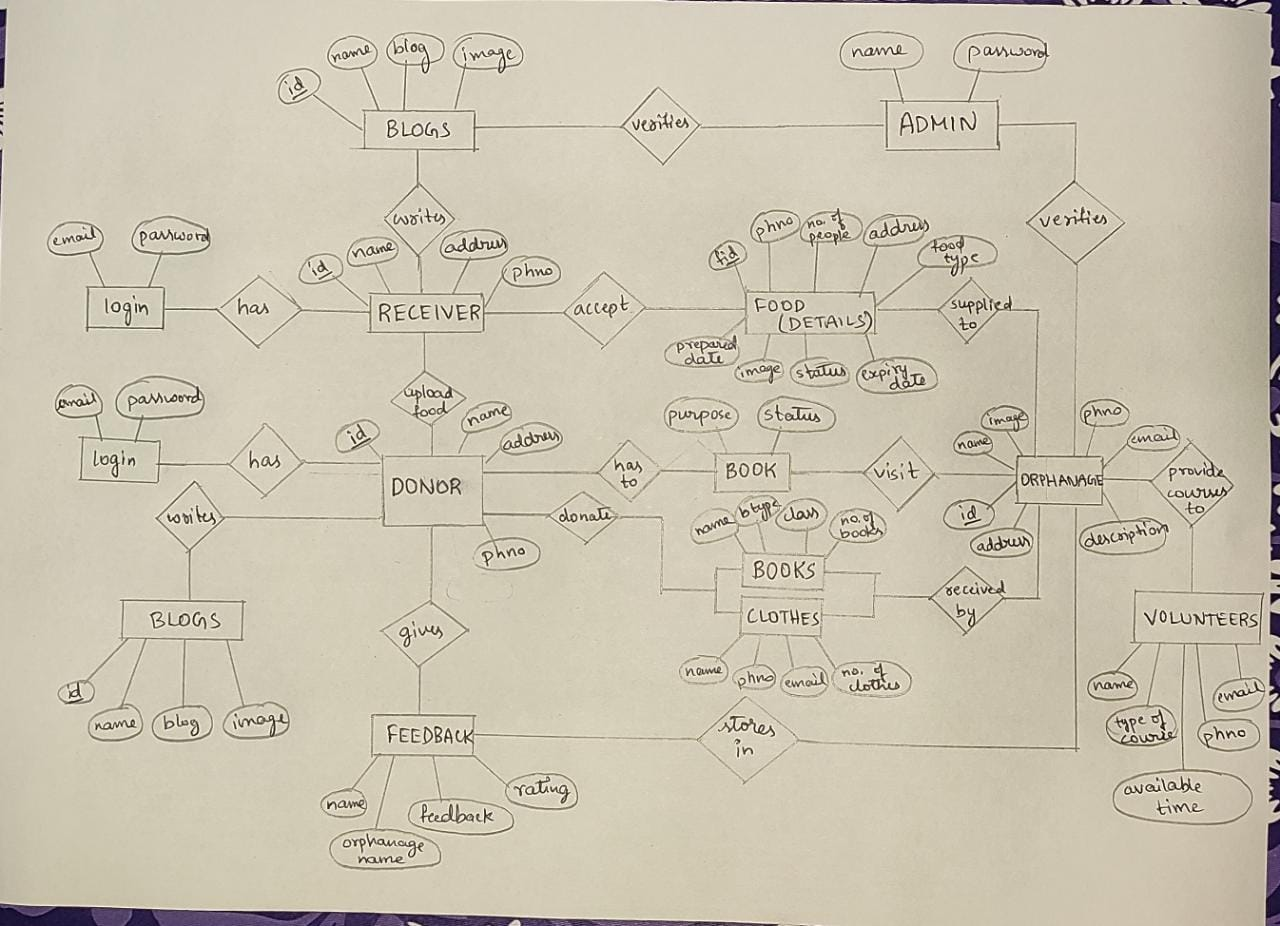 name
blog
image
name
password
id
BLOGS
verifies
ADMIN
writes
verifies
email
password
name
address
id
phno
phno
no. of
people
address
food
type
fid
login
has
RECEIVER
accept
FOOD
(DETAILS)
supplied
to
prepared
date
image
status
expiry
date
email
password
upload
food
name
id
address
purpose
status
image
phno
name
email
login
has
DONOR
has
to
BOOK
visit
ORPHANAGE
provide
courses
to
writes
donate
name
btype
class
no. of
books
id
address
description
phno
BOOKS
received
by
BLOGS
gives
CLOTHES
VOLUNTEERS
id
name
blog
image
name
phno
email
no. of
clothes
name
type of
course
email
phno
available
time
FEEDBACK
stores
in
name
orphanage
name
feedback
rating